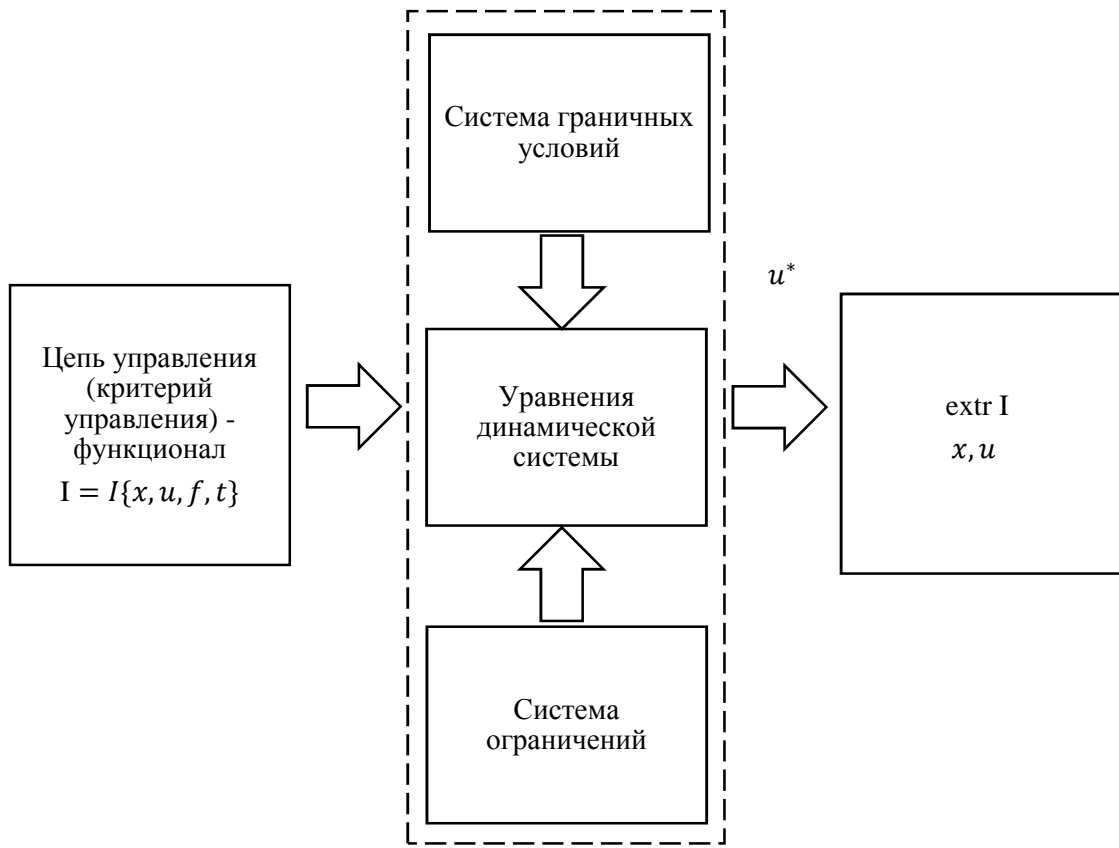 Система граничных
условий
Цепь управления
(критерий
управления) -
функционал
I = I{x, u, f, t}
Уравнения
динамической
системы
u*
extr I
x, u
Система
ограничений